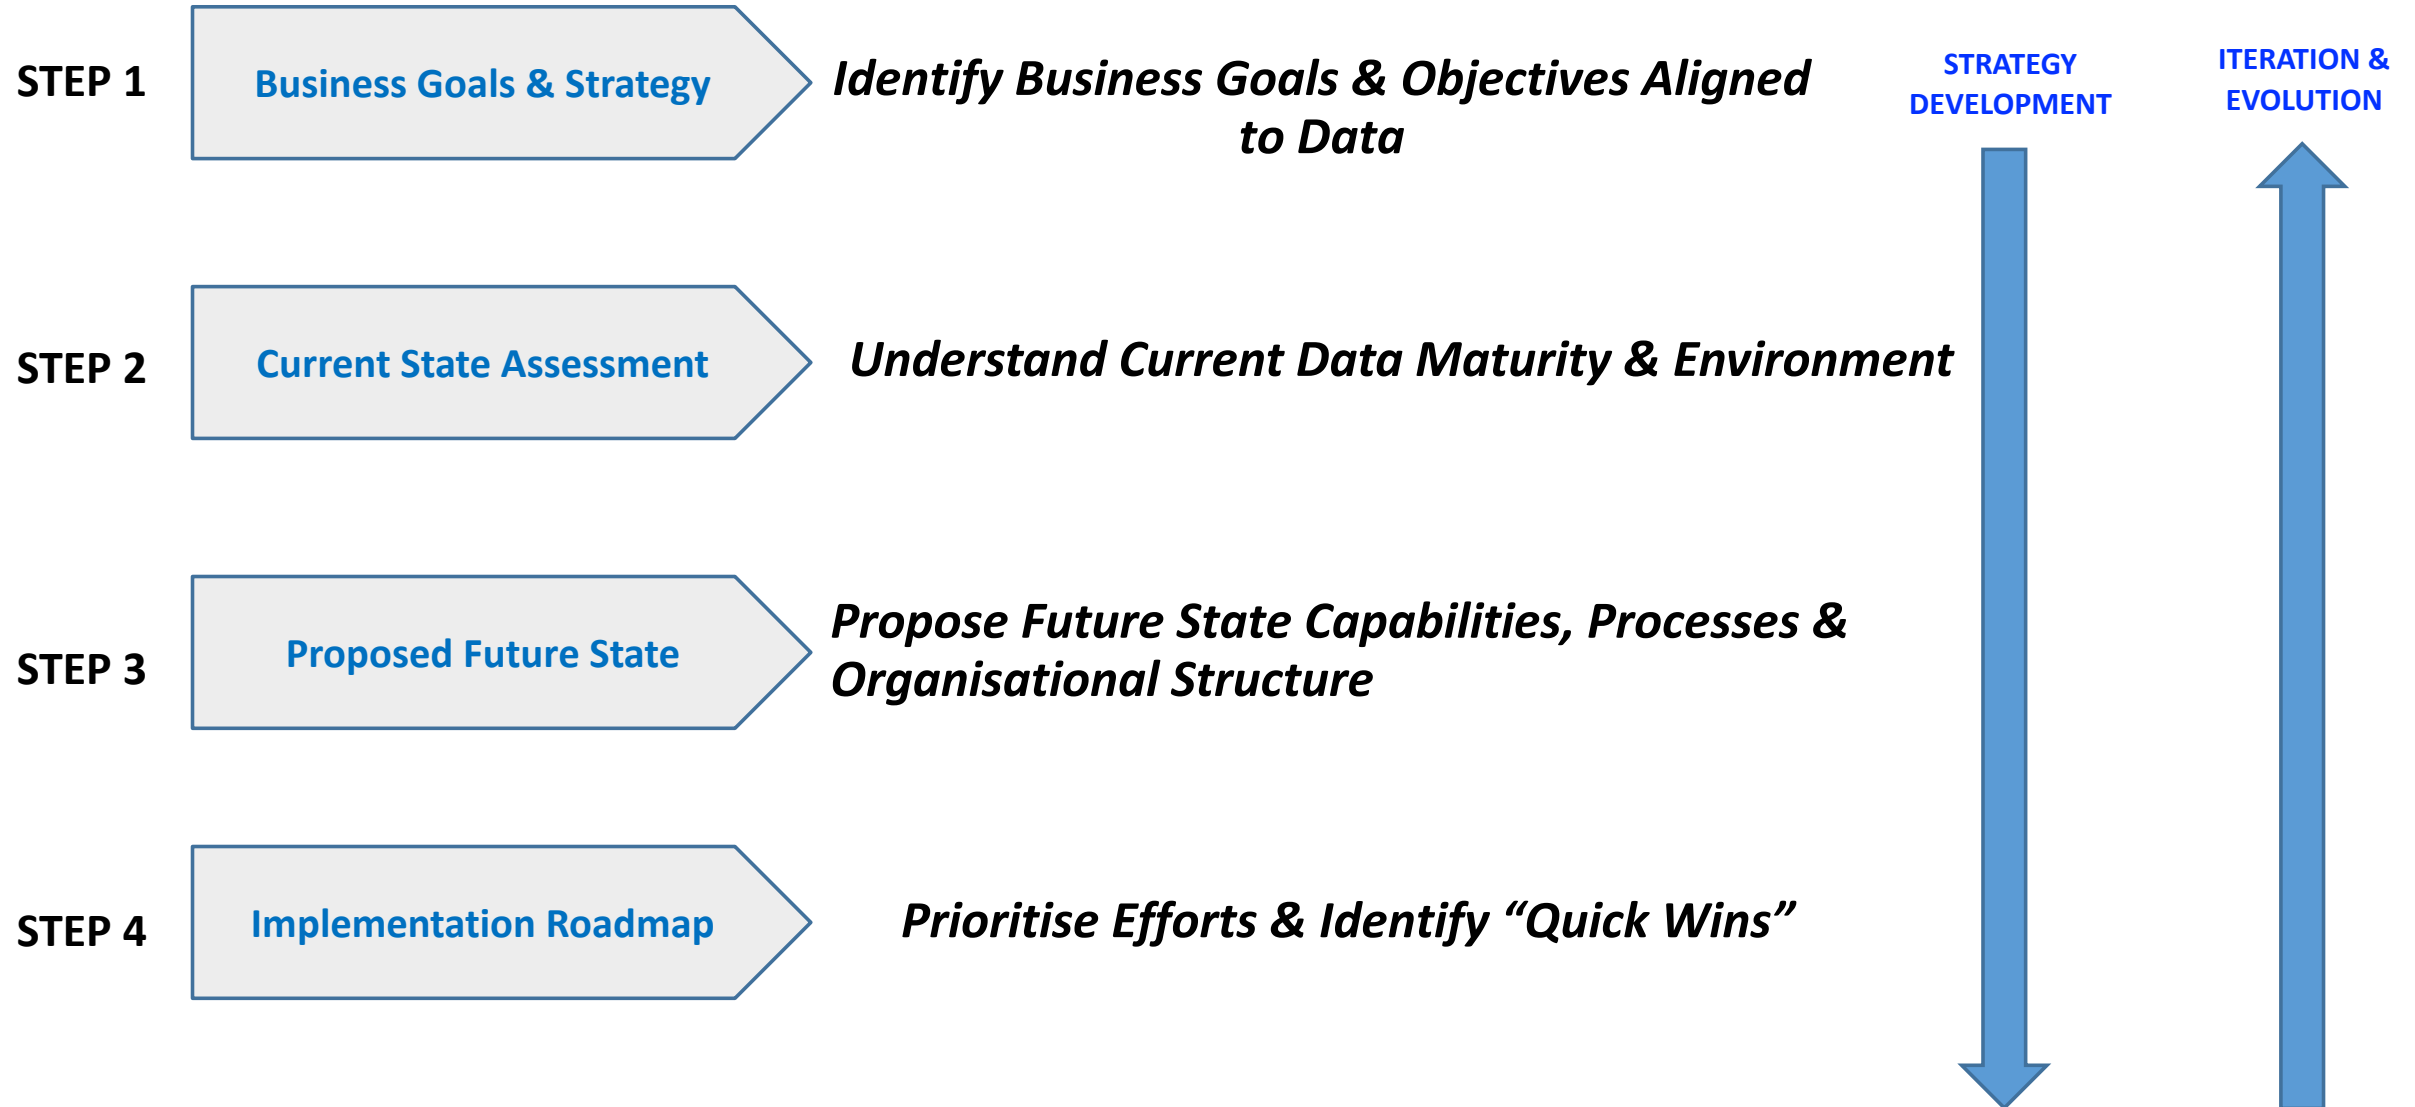 STEP 1
Business Goals & Strategy
Identify Business Goals & Objectives Aligned
to Data
STRATEGY
DEVELOPMENT
ITERATION &
EVOLUTION
STEP 2
Current State Assessment
Understand Current Data Maturity & Environment
STEP 3
Proposed Future State
Propose Future State Capabilities, Processes &
Organisational Structure
STEP 4
Implementation Roadmap
Prioritise Efforts & Identify “Quick Wins”